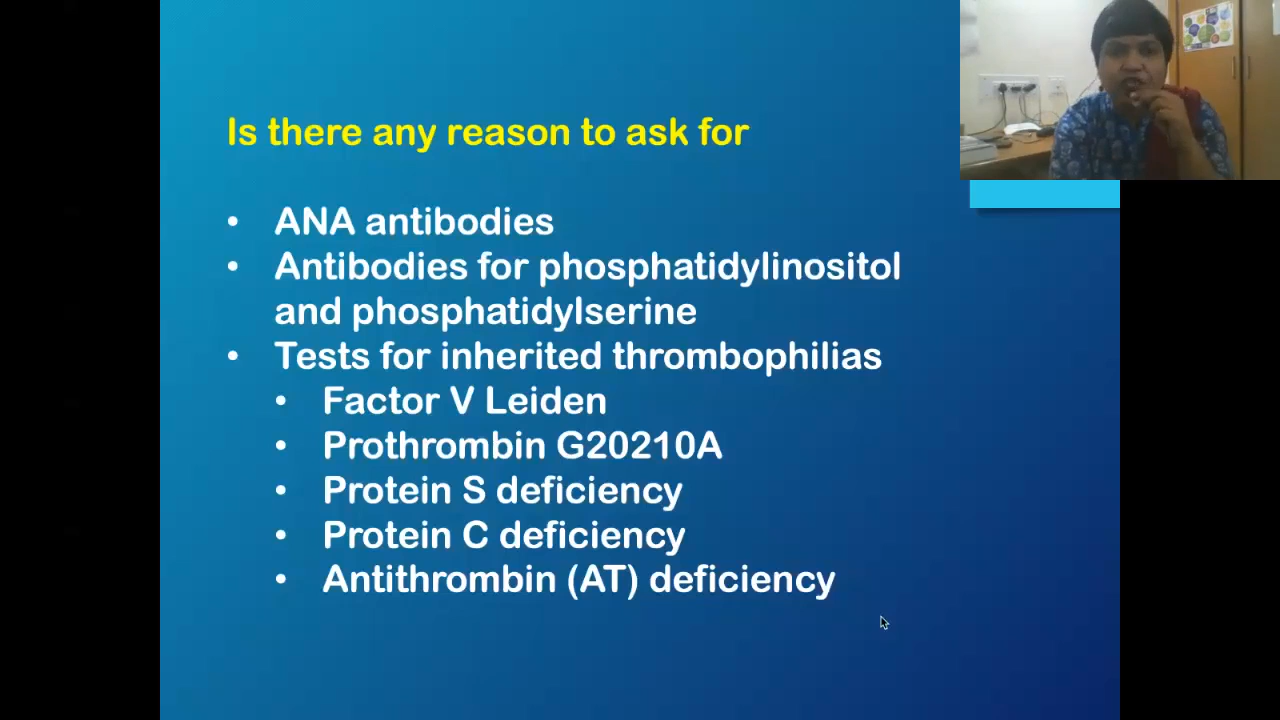 Is there any reason to ask for
• ANA antibodies
• Antibodies for phosphatidylinositol
and phosphatidylserine
• Tests for inherited thrombophilias
• Factor V Leiden
• Prothrombin G20210A
• Protein S deficiency
• Protein C deficiency
• Antithrombin (AT) deficiency